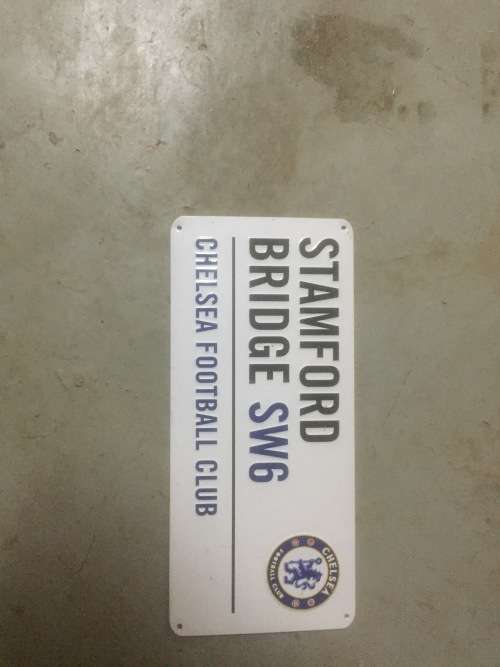 STAMFORD
BRIDGE SW6
CHELSEA FOOTBALL CLUB
CHELSEA
FOOTBALL CLUB